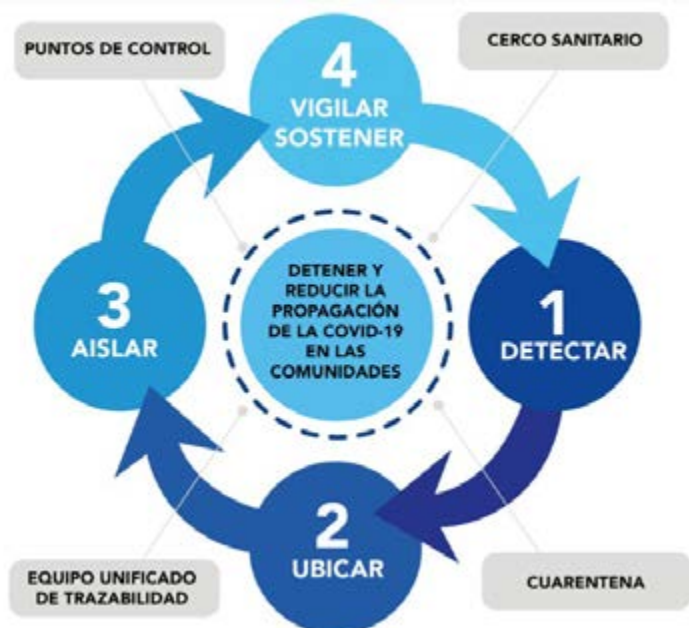 PUNTOS DE CONTROL
CERCO SANITARIO
4
VIGILAR
SOSTENER
DETENER Y
REDUCIR LA
PROPAGACIÓN
DE LA COVID-19
EN LAS
COMUNIDADES
3
AISLAR
1
DETECTAR
2
UBICAR
EQUIPO UNIFICADO
DE TRAZABILIDAD
CUARENTENA